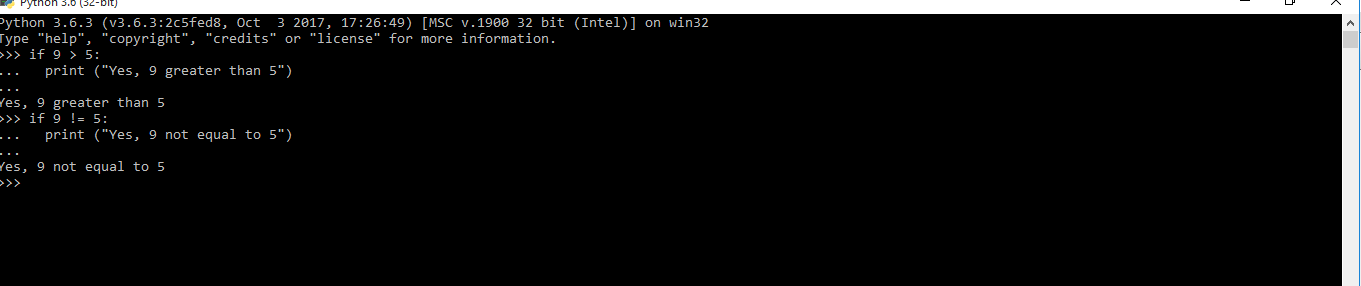 Python 3.6 (32-bit)
Python 3.6.3 (v3.6.3:2c5fed8, Oct  3 2017, 17:26:49) [MSC v.1900 32 bit (Intel)] on win32
Type "help", "copyright", "credits" or "license" for more information.
>>> if 9 > 5:
...   print ("Yes, 9 greater than 5")
...
Yes, 9 greater than 5
>>> if 9 != 5:
...   print ("Yes, 9 not equal to 5")
...
Yes, 9 not equal to 5
>>>